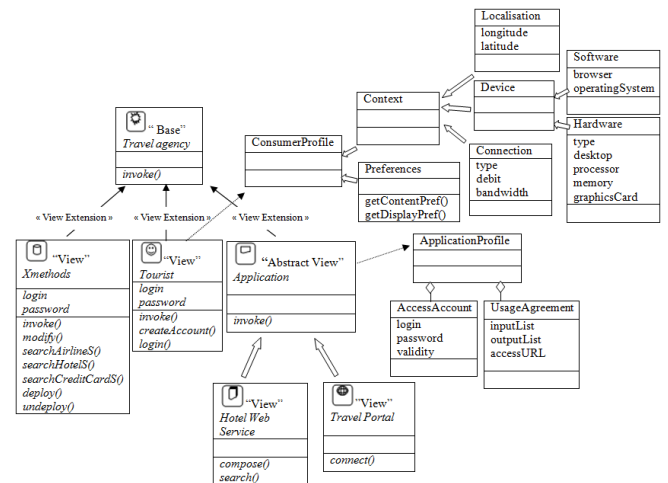 Localisation
longitude
latitude
Software
browser
operatingSystem
Device
Context
Hardware
type
desktop
processor
memory
graphicsCard
“ Base”
Travel agency
invoke()
ConsumerProfile
Connection
type
debit
bandwidth
Preferences
getContentPref()
getDisplayPref()
« View Extension »
« View Extension »
« View Extension »
“View”
Xmethods
login
password
invoke()
modify()
searchAirlineS()
searchHotelS()
searchCreditCardS()
deploy()
undeploy()
“View”
Tourist
login
password
invoke()
createAccount()
login()
“Abstract View”
Application
invoke()
ApplicationProfile
AccessAccount
login
password
validity
UsageAgreement
inputList
outputList
accessURL
“View”
Hotel Web
Service
compose()
search()
”View”
Travel Portal
connect()